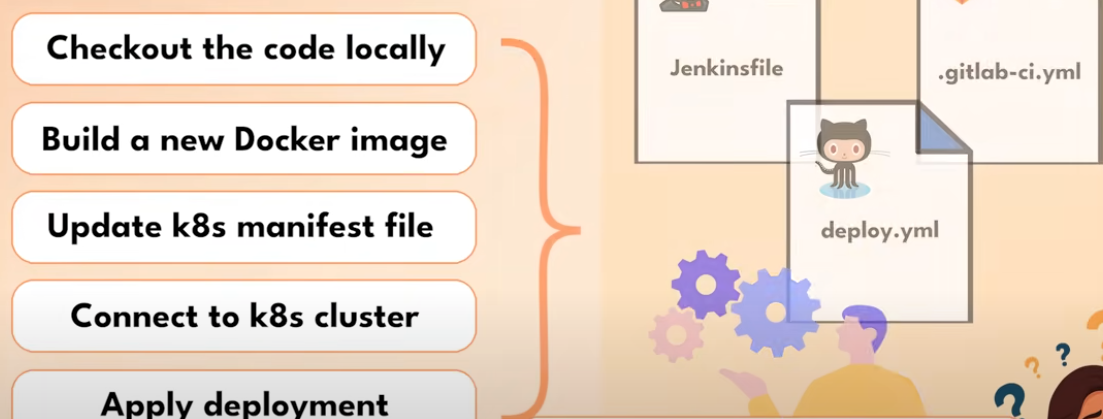 Checkout the code locally
Build a new Docker image
Update k8s manifest file
Connect to k8s cluster
Apply deployment
Jenkinsfile
.gitlab-ci.yml
deploy.yml
? ? ?